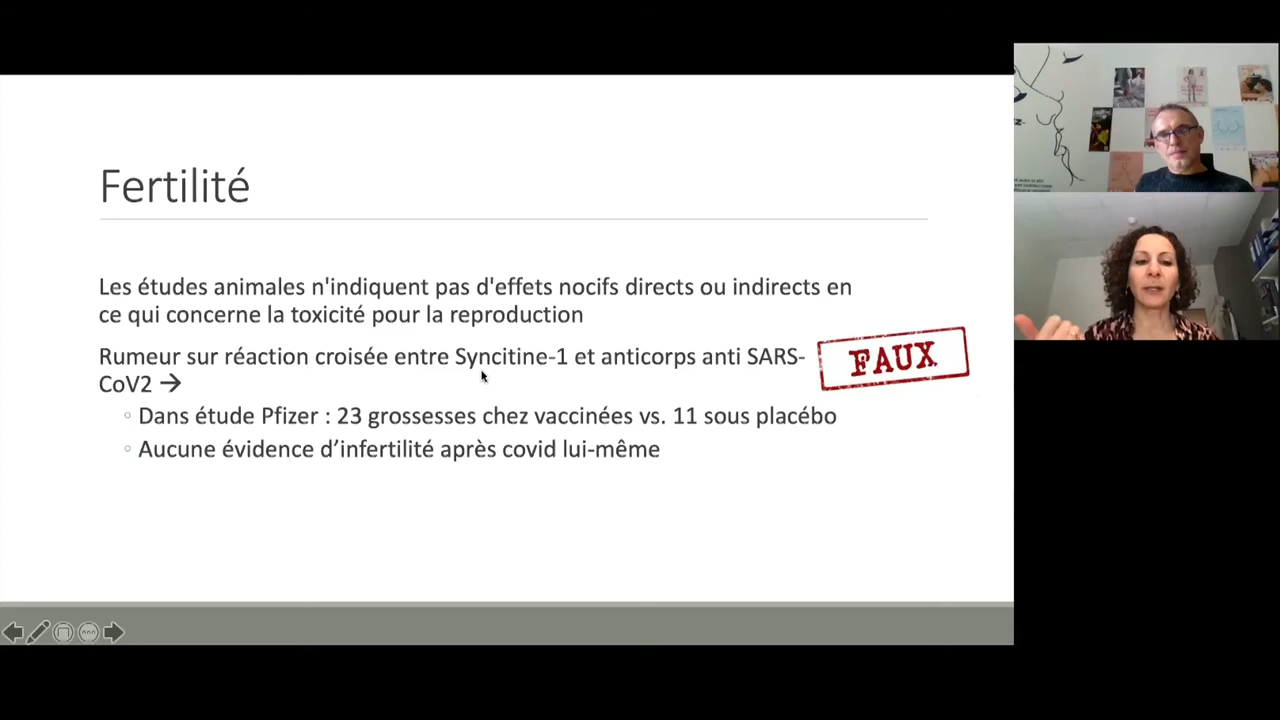 Fertilité
Les études animales n'indiquent pas d'effets nocifs directs ou indirects en
ce qui concerne la toxicité pour la reproduction
Rumeur sur réaction croisée entre Syncitine-1 et anticorps anti SARS-
CoV2 →
FAUX
◦ Dans étude Pfizer : 23 grossesses chez vaccinées vs. 11 sous placébo
◦ Aucune évidence d’infertilité après covid lui-même